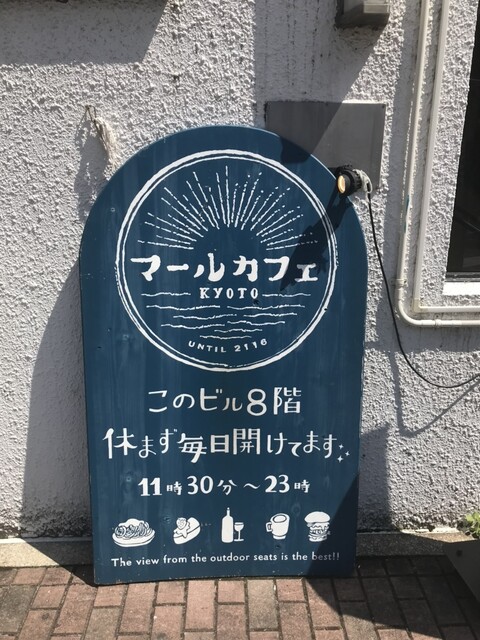 マールカフェ
KYOTO
UNTIL 2116
このビル8階
休まず毎日開けてます
11時30分～23時
The view from the outdoor seats is the best!!